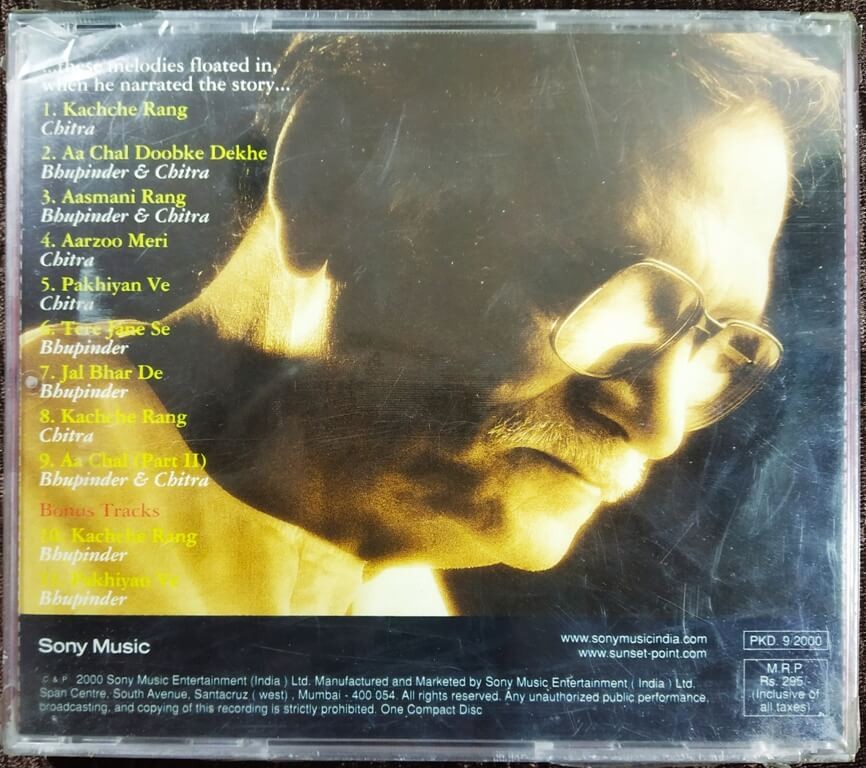 ...these melodies floated in,
when he narrated the story...
1. Kachche Rang
Chitra
2. Aa Chal Doobke Dekhe
Bhupinder & Chitra
3. Aasmani Rang
Bhupinder & Chitra
4. Aarzoo Meri
Chitra
5. Pakhiyan Ve
Chitra
6. Tere Jane Se
Bhupinder
7. Jal Bhar De
Bhupinder
8. Kachche Rang
Chitra
9. Aa Chal (Part II)
Bhupinder & Chitra
Bonus Tracks
10. Kachche Rang
Bhupinder
11. Pakhiyan Ve
Bhupinder
Sony Music
www.sonymusicindia.com
www.sunset-point.com
PKD. 9 2000
M.R.P.
Rs. 295
(Inclusive of
all taxes)
C & P 2000 Sony Music Entertainment (India) Ltd. Manufactured and Marketed by Sony Music Entertainment ( India ) Ltd.
Span Centre, South Avenue, Santacruz ( west) , Mumbai - 400 054. All rights reserved. Any unauthorized public performance,
broadcasting, and copying of this recording is strictly prohibited. One Compact Disc